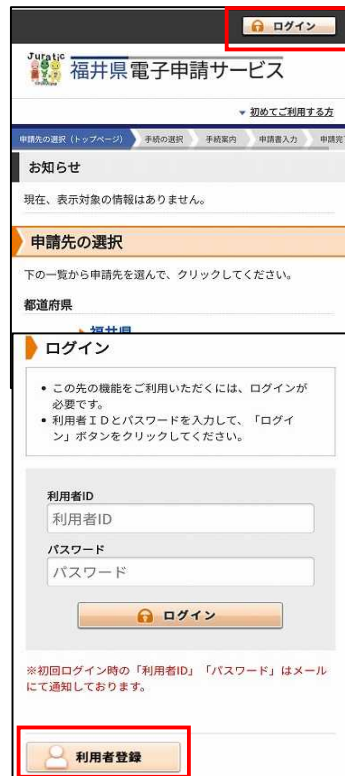 ログイン
Juratic
福井県電子申請サービス
初めてご利用する方
申請先の選択（トップページ） 手続の選択 手続案内 申請書入力 申請完了
お知らせ
現在、表示対象の情報はありません。
申請先の選択
下の一覧から申請先を選んで、クリックしてください。
都道府県
福井県
ログイン
• この先の機能をご利用いただくには、ログインが
必要です。
• 利用者ＩＤとパスワードを入力して、「ログイ
ン」ボタンをクリックしてください。
利用者ID
利用者ID
パスワード
パスワード
ログイン
※初回ログイン時の「利用者ID」「パスワード」はメール
にて通知しております。
利用者登録